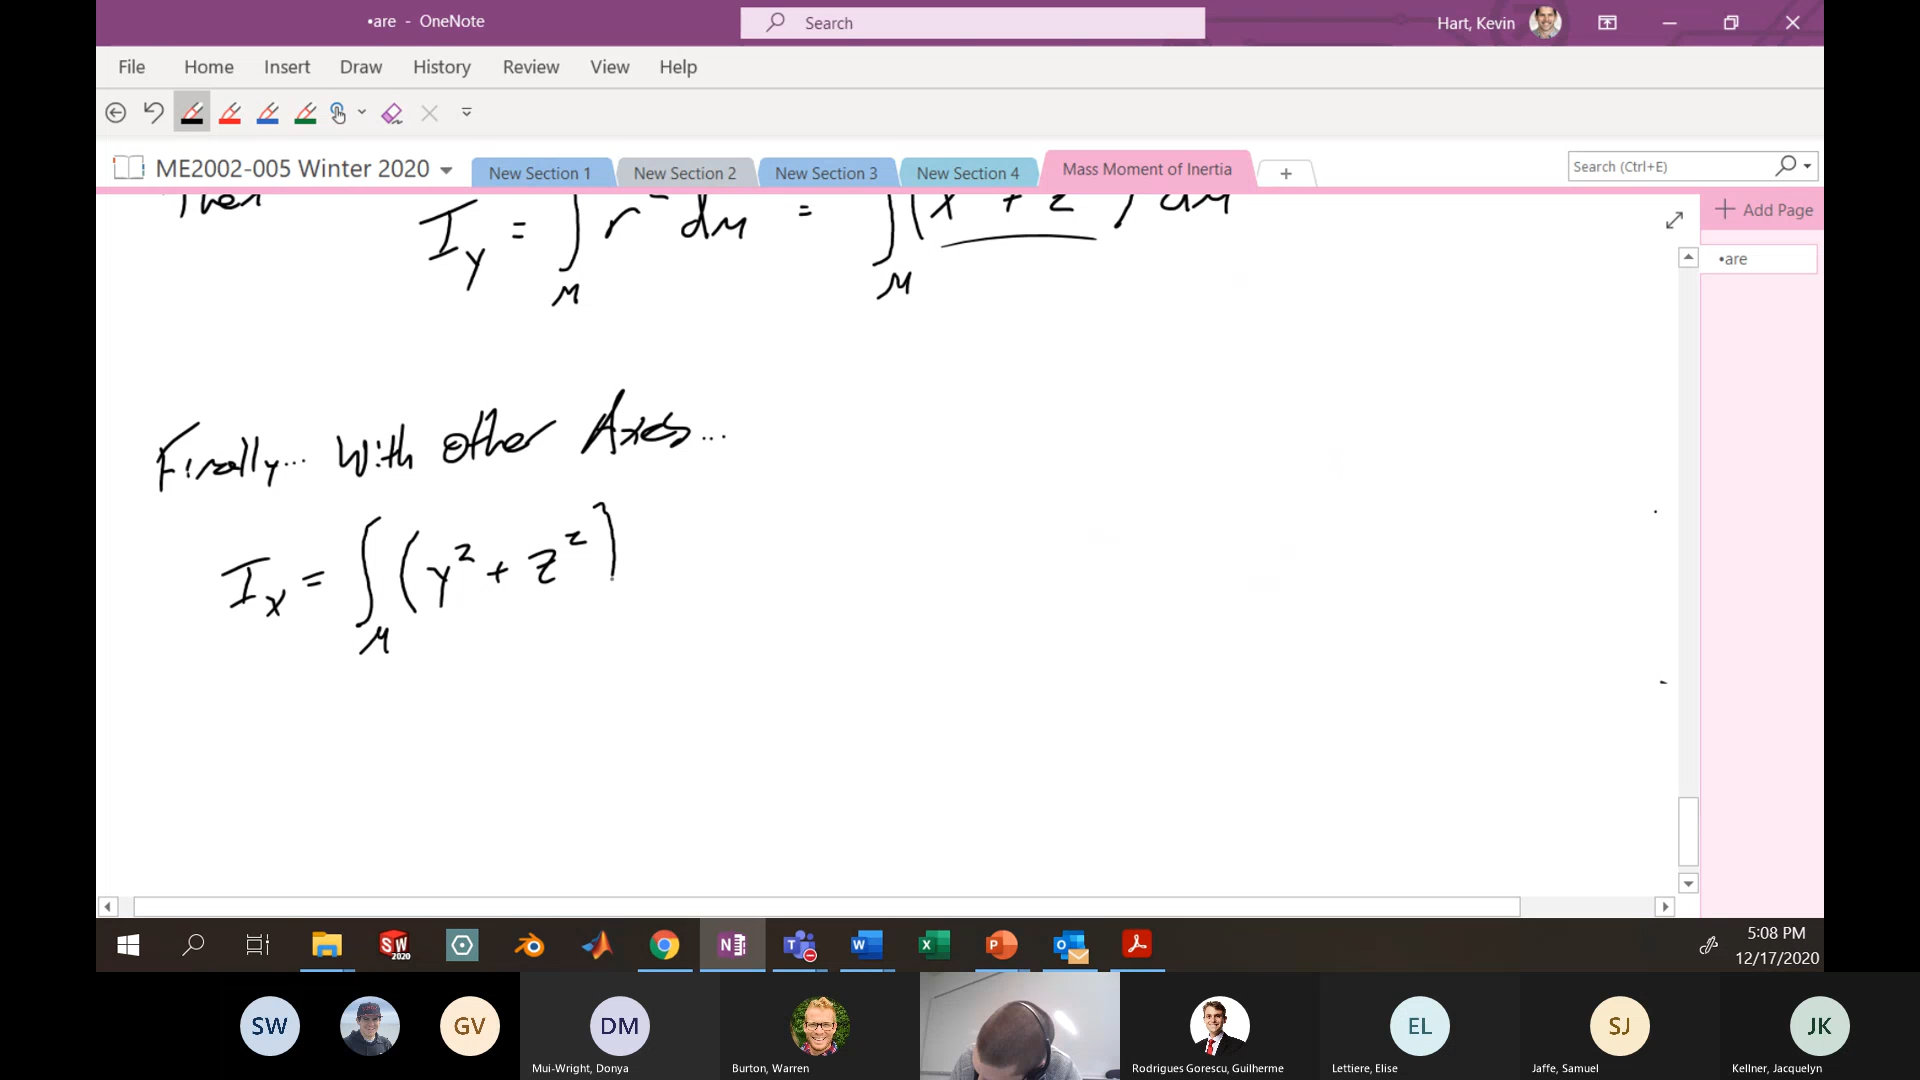 •are - OneNote
Search
Hart, Kevin
File Home Insert Draw History Review View Help
ME2002-005 Winter 2020
New Section 1 New Section 2 New Section 3 New Section 4 Mass Moment of Inertia +
Search (Ctrl+E)
Add Page
•are
Then
I_y = ∫_M r² dM = ∫_M (x² + z²) dM
Finally... With other Axes...
I_x = ∫_M (y² + z²)
SW 2020
N
T
W
X
P
O
5:08 PM
12/17/2020
SW
GV
DM
EL
SJ
JK
Mui-Wright, Donya
Burton, Warren
Rodrigues Gorescu, Guilherme
Lettiere, Elise
Jaffe, Samuel
Kellner, Jacquelyn